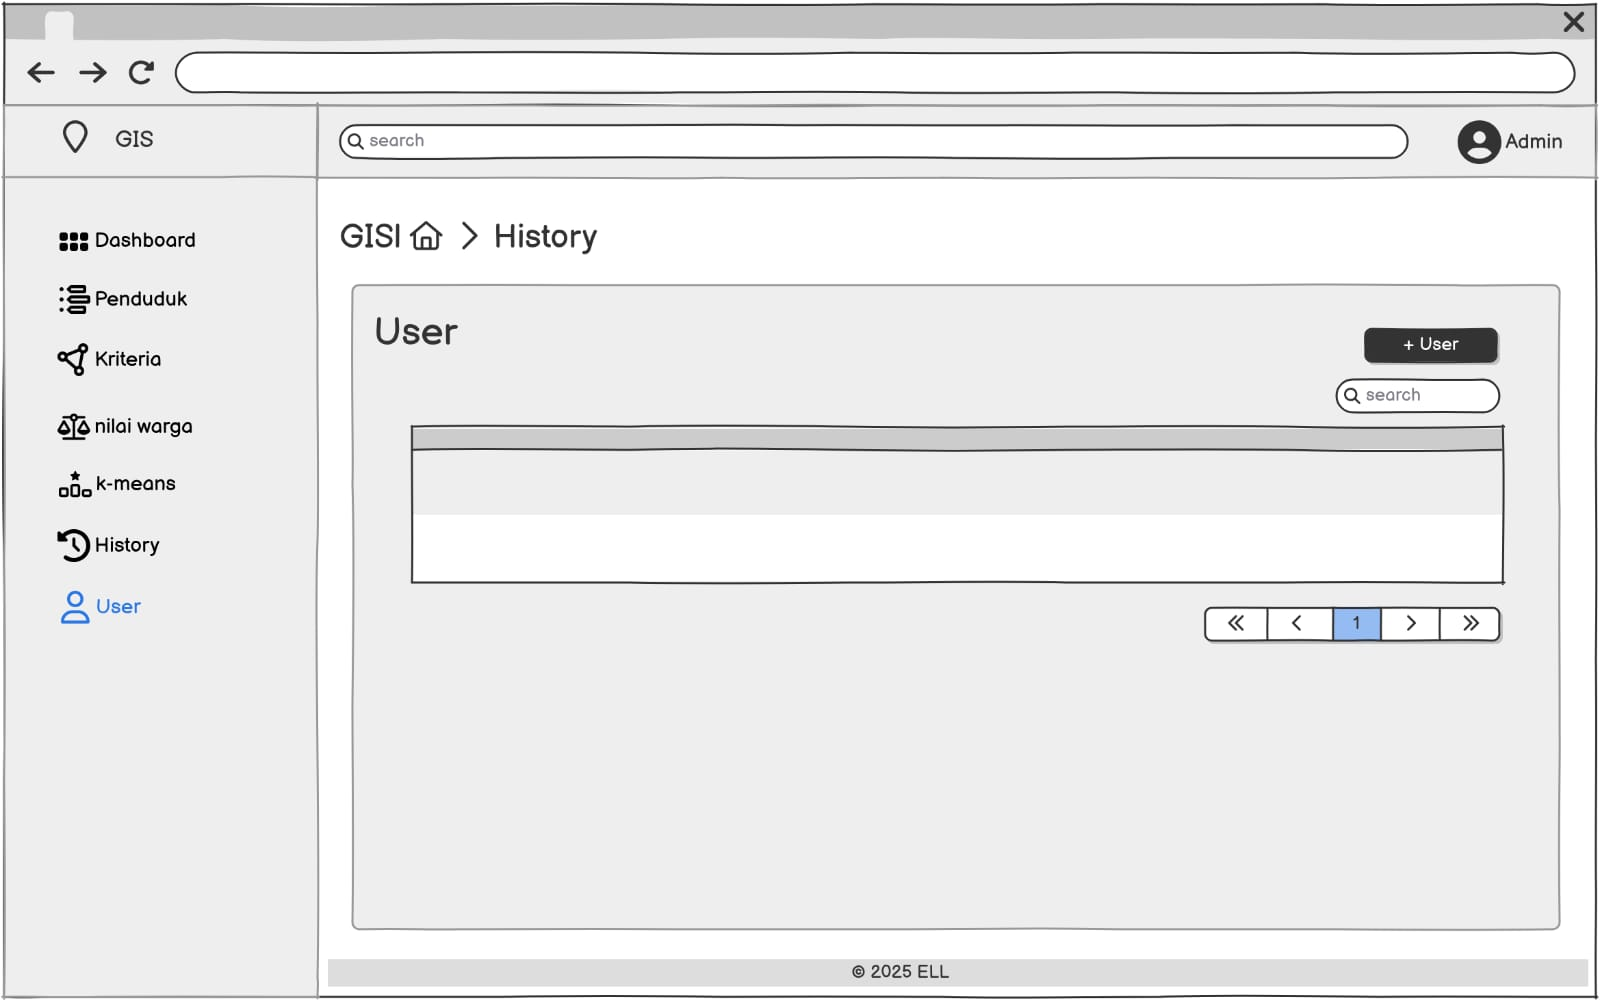 GIS
search
Admin
Dashboard
Penduduk
Kriteria
nilai warga
k-means
History
User
GISI > History
User
+ User
search
« < 1 > »
© 2025 ELL